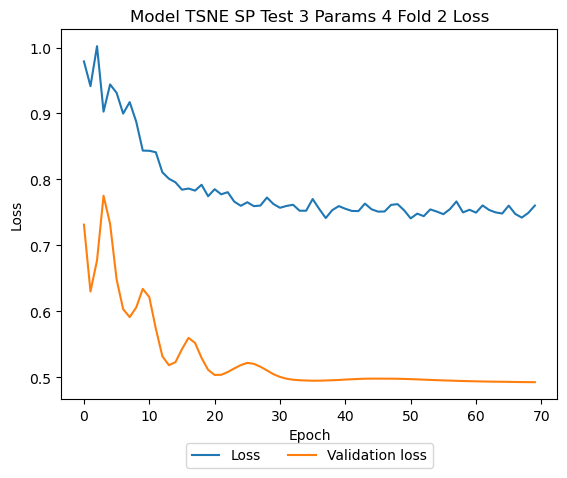 Model TSNE SP Test 3 Params 4 Fold 2 Loss
1.0
0.9
0.8
0.7
0.6
0.5
Loss
0 10 20 30 40 50 60 70
Epoch
Loss Validation loss